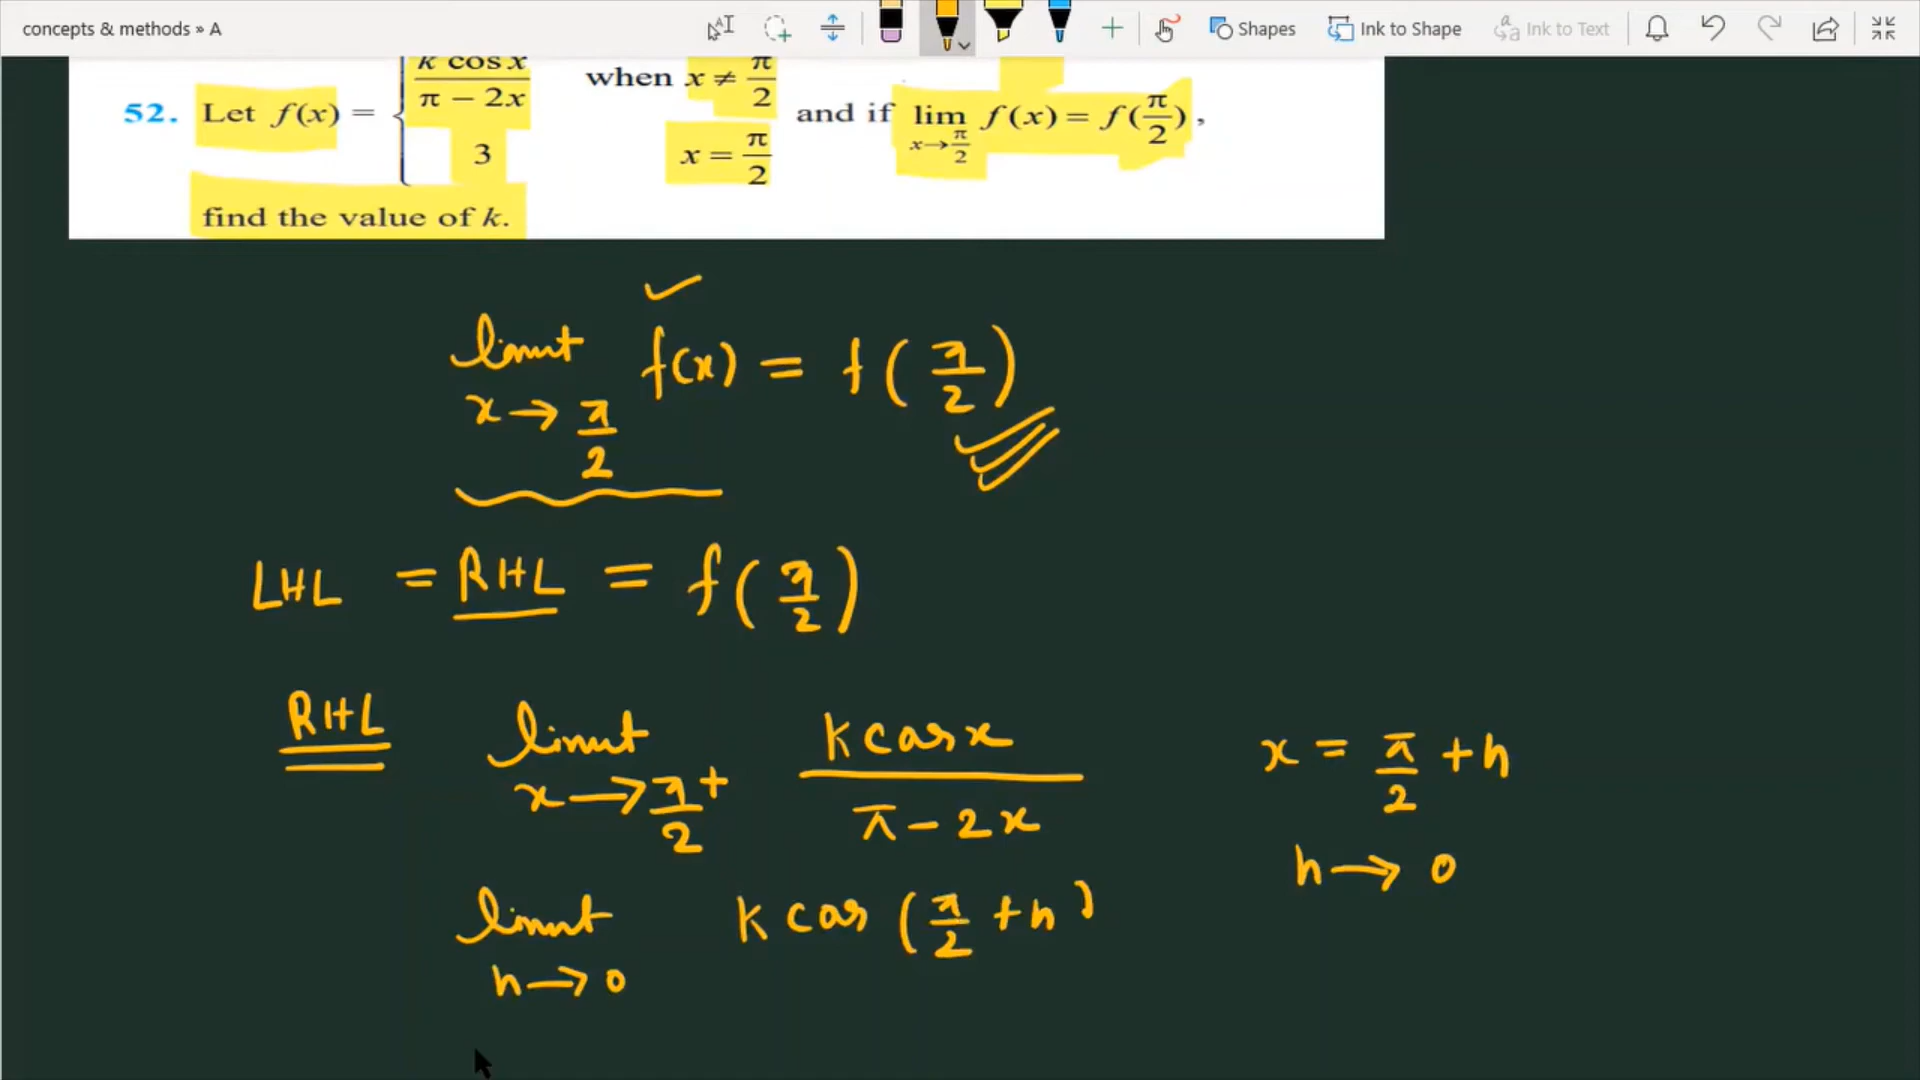 concepts & methods » A
Shapes Ink to Shape Ink to Text
52. Let f(x) = { k cos x / π − 2x when x ≠ π/2
3 x = π/2
and if lim x→π/2 f(x) = f(π/2),
find the value of k.
limit x → π/2 f(x) = f(π/2)
LHL = RHL = f(π/2)
RHL limit x → π/2+ K cos x / π − 2x
x = π/2 + h
h → 0
limit h → 0 K cos (π/2 + h)